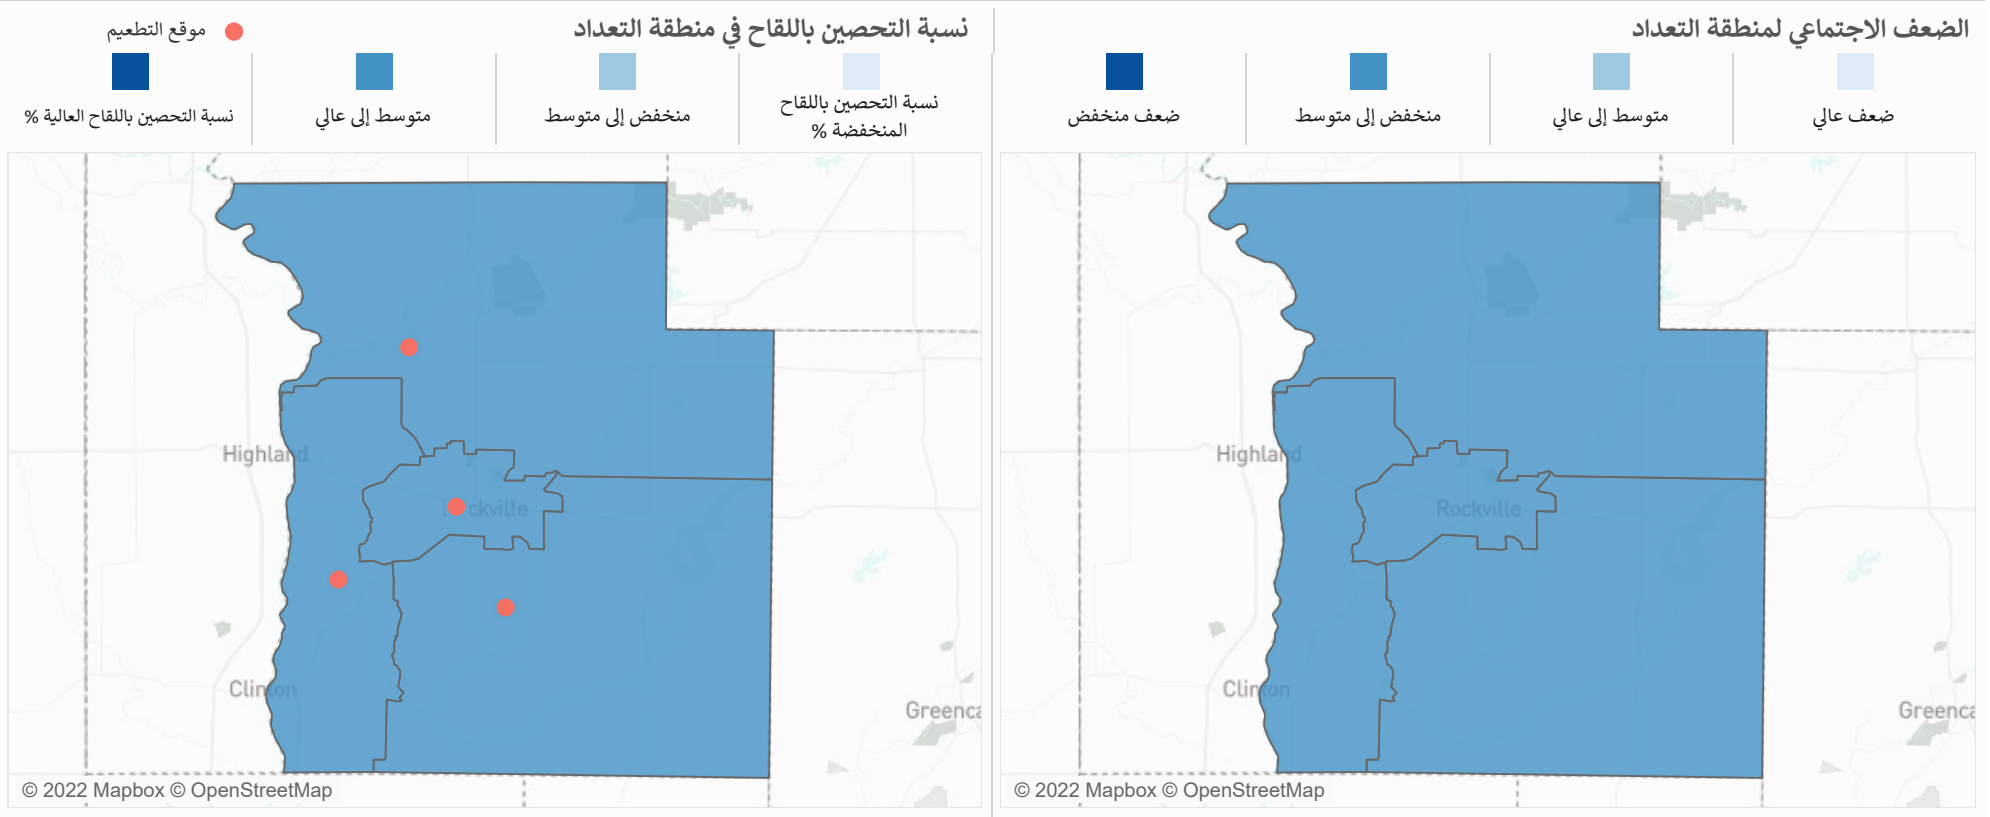 الضعف الاجتماعي لمنطقة التعداد
ضعف عالي
متوسط إلى عالي
منخفض إلى متوسط
ضعف منخفض
Highland
Rockville
Clinton
Greenca
© 2022 Mapbox © OpenStreetMap
نسبة التحصين باللقاح في منطقة التعداد
موقع التطعيم
نسبة التحصين باللقاح
المنخفضة %
منخفض إلى متوسط
متوسط إلى عالي
نسبة التحصين باللقاح العالية %
Highland
ckville
Clinton
Greenca
© 2022 Mapbox © OpenStreetMap